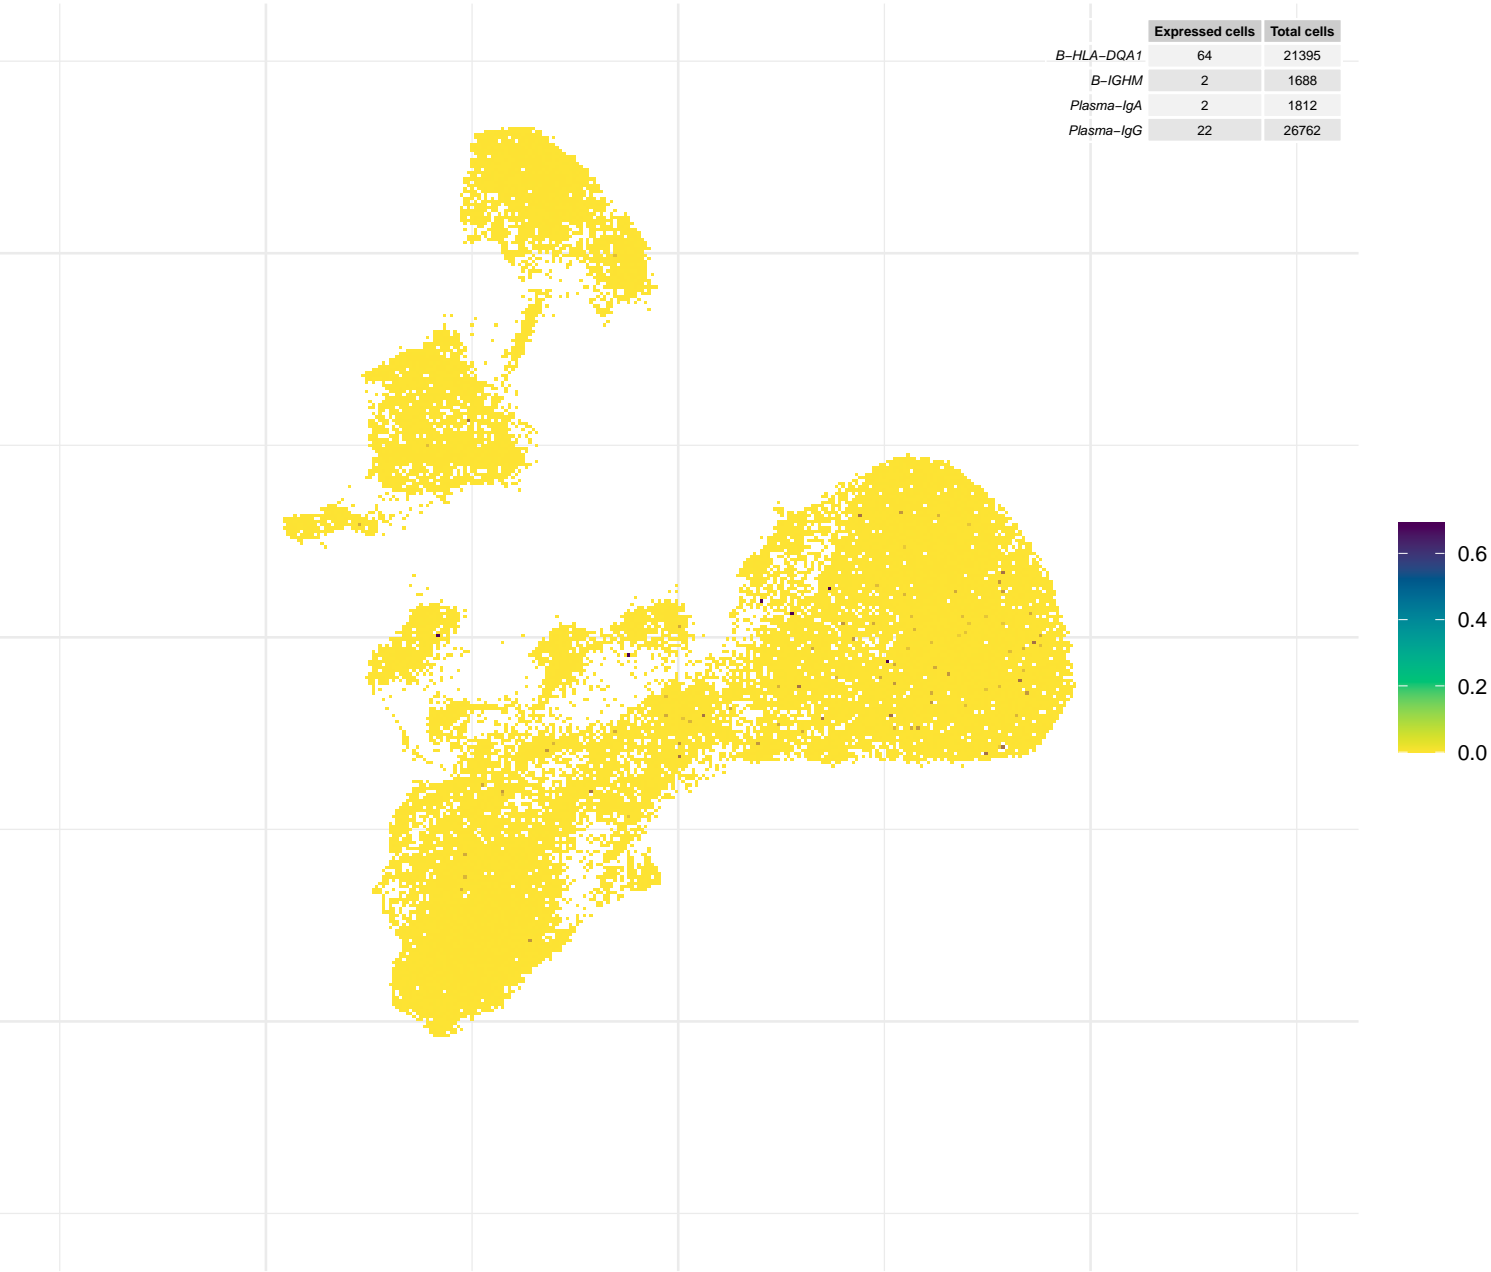 Expressed cells Total cells
B−HLA−DQA1 64 21395
B−IGHM 2 1688
Plasma−IgA 2 1812
Plasma−IgG 22 26762
0.6
0.4
0.2
0.0